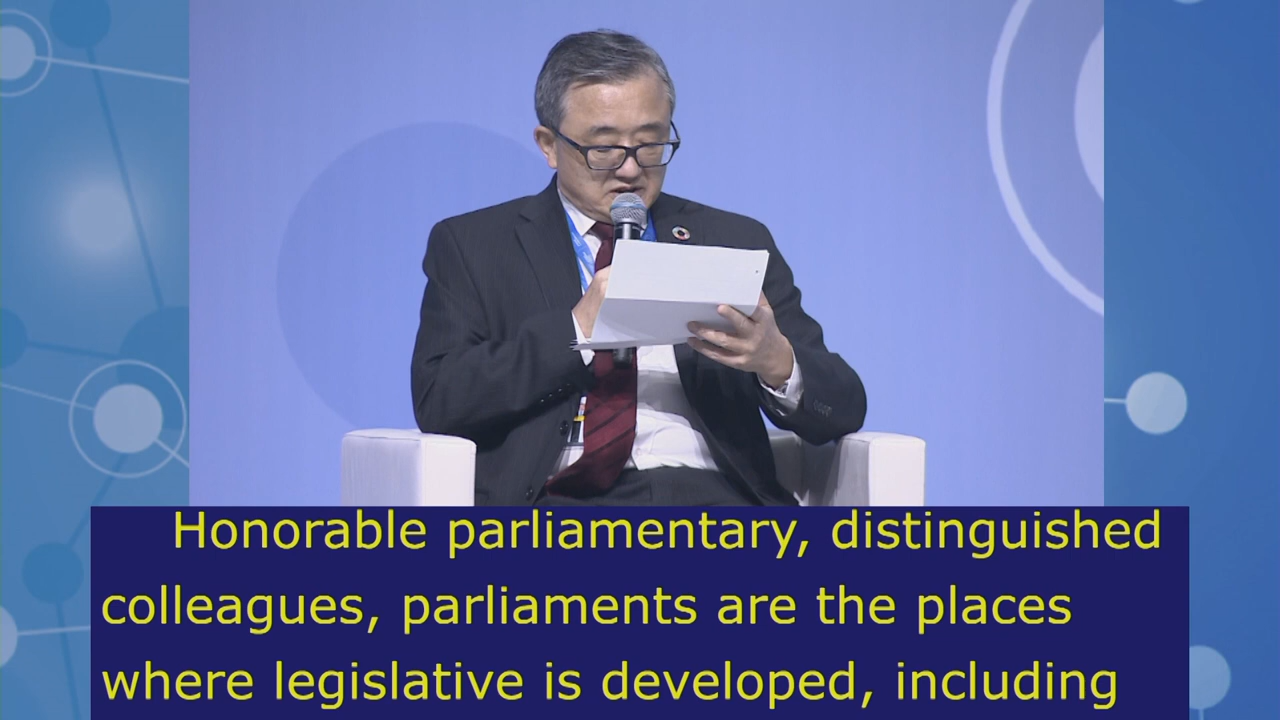 Honorable parliamentary, distinguished
colleagues, parliaments are the places
where legislative is developed, including